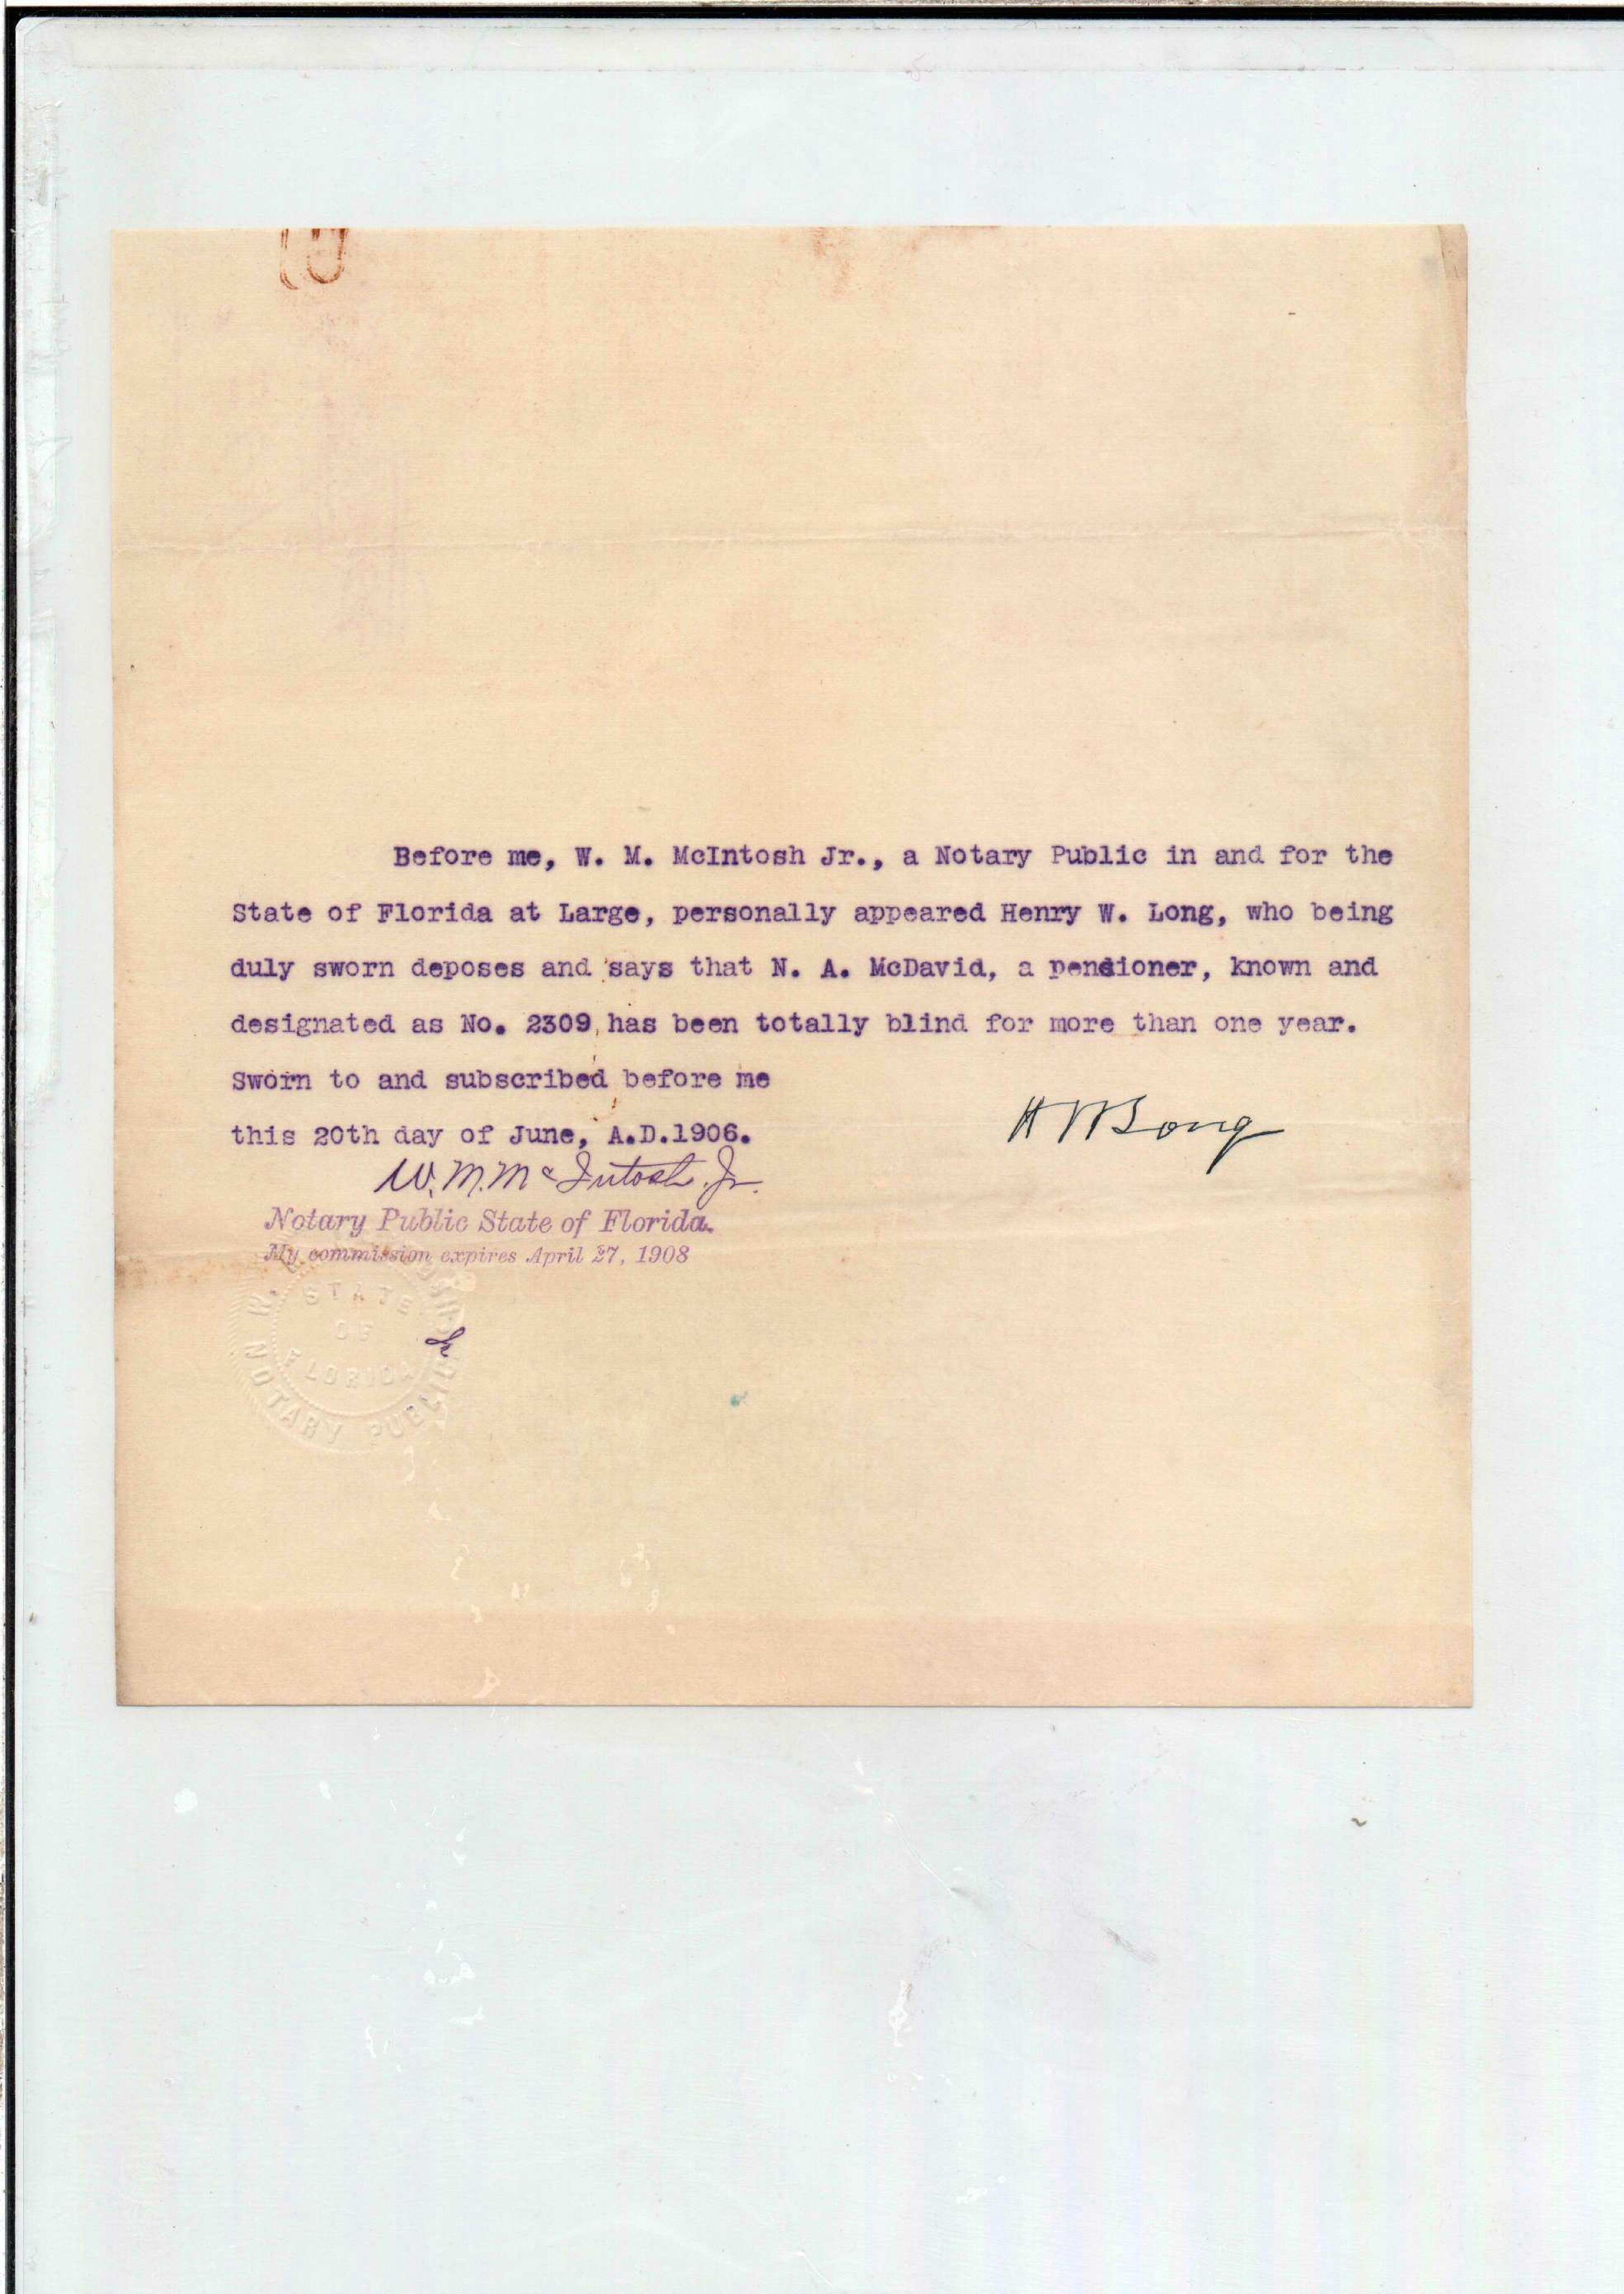 Before me, W. M. McIntosh Jr., a Notary Public in and for the
State of Florida at Large, personally appeared Henry W. Long, who being
duly sworn deposes and says that N. A. McDavid, a pensioner, known and
designated as No. 2309, has been totally blind for more than one year.
Sworn to and subscribed before me
this 20th day of June, A.D.1906.
H W Long
W. M. McIntosh. Jr.
Notary Public State of Florida.
My commission expires April 27, 1908
STATE
OF
FLORIDA
NOTARY PUBLIC